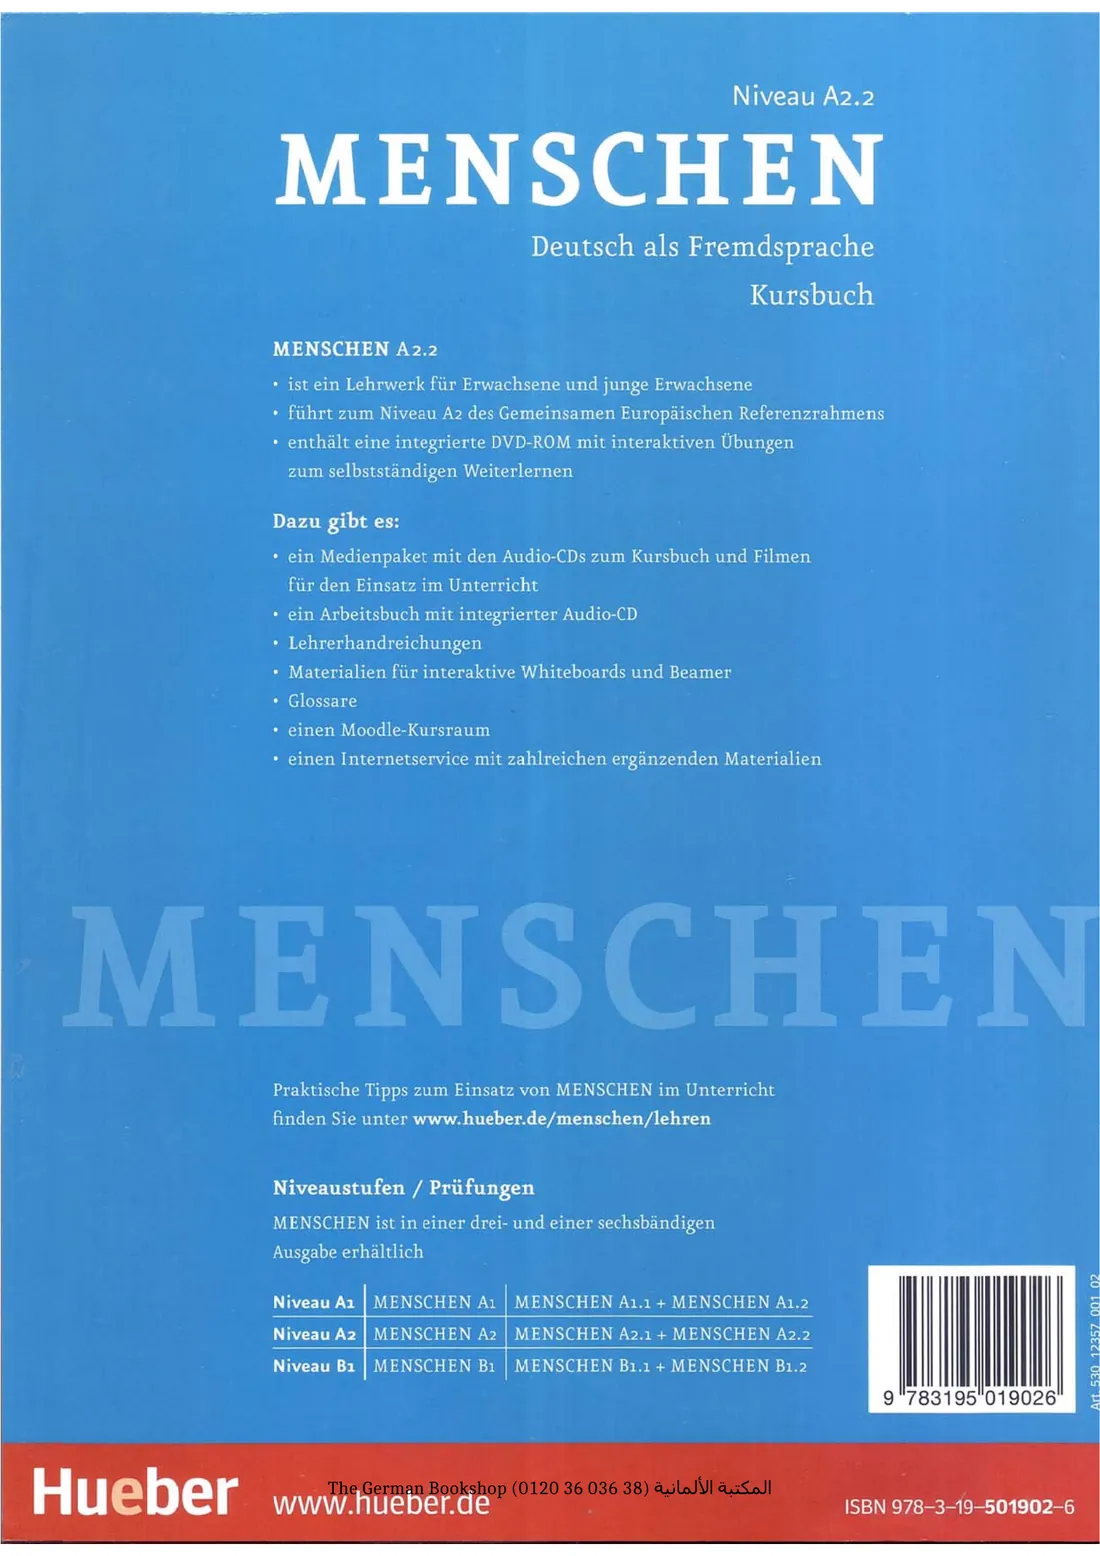 Niveau A2.2
MENSCHEN
Deutsch als Fremdsprache
Kursbuch
MENSCHEN A2.2
• ist ein Lehrwerk für Erwachsene und junge Erwachsene
• führt zum Niveau A2 des Gemeinsamen Europäischen Referenzrahmens
• enthält eine integrierte DVD-ROM mit interaktiven Übungen
zum selbstständigen Weiterlernen
Dazu gibt es:
• ein Medienpaket mit den Audio-CDs zum Kursbuch und Filmen
für den Einsatz im Unterricht
• ein Arbeitsbuch mit integrierter Audio-CD
• Lehrerhandreichungen
• Materialien für interaktive Whiteboards und Beamer
• Glossare
• einen Moodle-Kursraum
• einen Internetservice mit zahlreichen ergänzenden Materialien
MENSCHEN
Praktische Tipps zum Einsatz von MENSCHEN im Unterricht
finden Sie unter www.hueber.de/menschen/lehren
Niveaustufen / Prüfungen
MENSCHEN ist in einer drei- und einer sechsbändigen
Ausgabe erhältlich
Niveau A1 MENSCHEN A1 MENSCHEN A1.1 + MENSCHEN A1.2
Niveau A2 MENSCHEN A2 MENSCHEN A2.1 + MENSCHEN A2.2
Niveau B1 MENSCHEN B1 MENSCHEN B1.1 + MENSCHEN B1.2
9 783195 019026
Art. 530_12357_001_02
Hueber
The German Bookshop (0120 36 036 38) المكتبة الألمانية
www.hueber.de
ISBN 978-3-19-501902-6